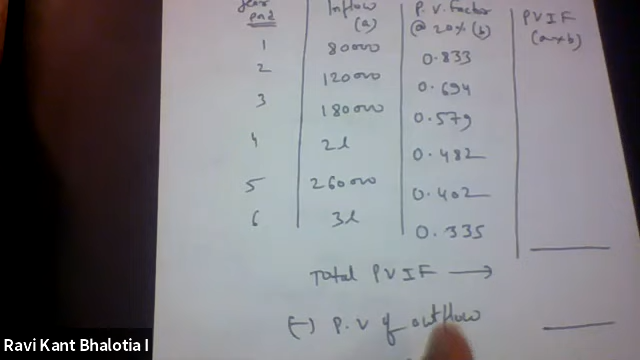 Year end Inflow (a) P.V. Factor @ 20% (b) PVIF (a×b)
1 80000 0.833
2 120000 0.694
3 180000 0.579
4 2l 0.482
5 260000 0.402
6 3l 0.335
Total PVIF →
(-) P.V of outflow
Ravi Kant Bhalotia I